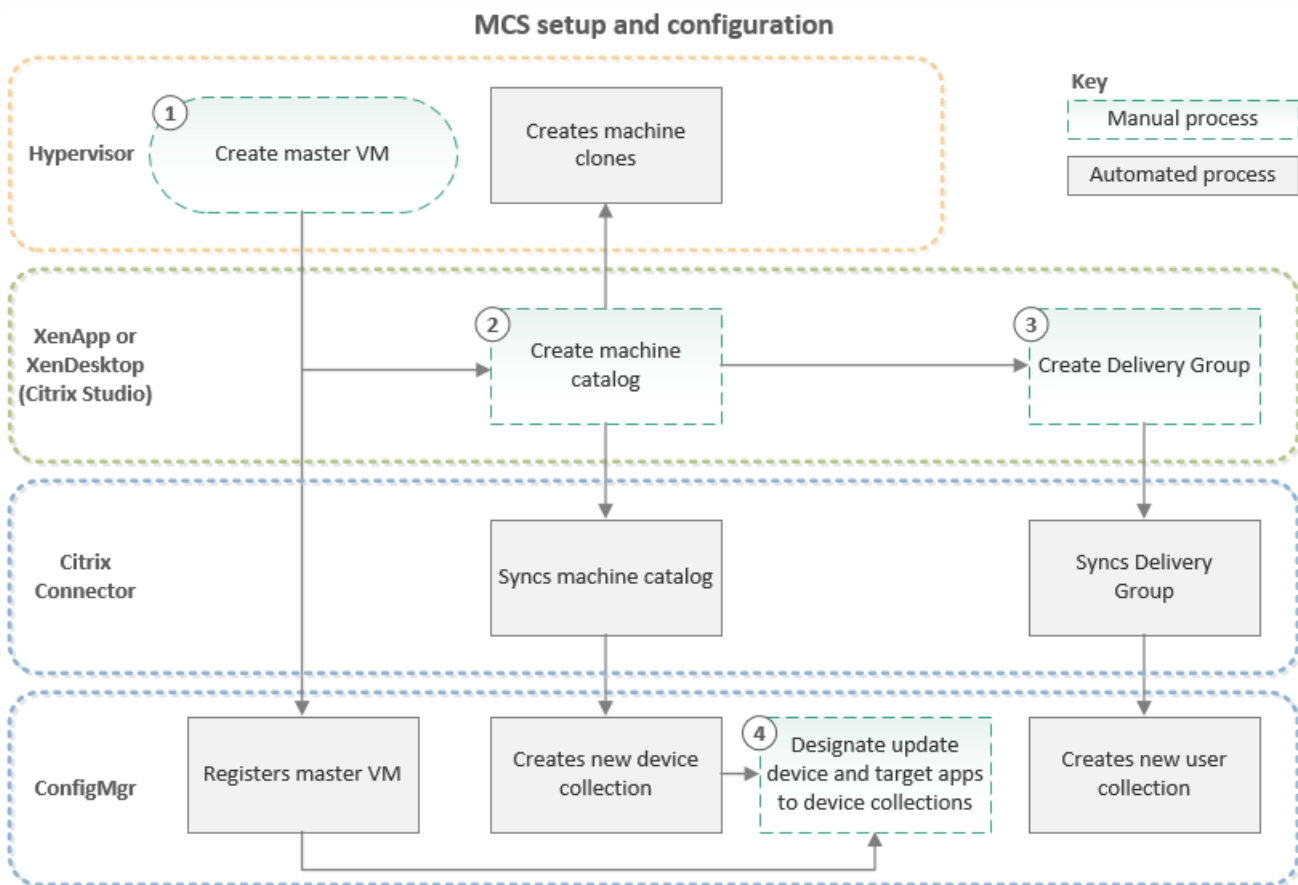 MCS setup and configuration
Key
Manual process
Automated process
Hypervisor
1
Create master VM
Creates machine
clones
XenApp or
XenDesktop
(Citrix Studio)
2
Create machine
catalog
3
Create Delivery Group
Citrix
Connector
Syncs machine catalog
Syncs Delivery
Group
ConfigMgr
Registers master VM
Creates new device
collection
4
Designate update
device and target apps
to device collections
Creates new user
collection